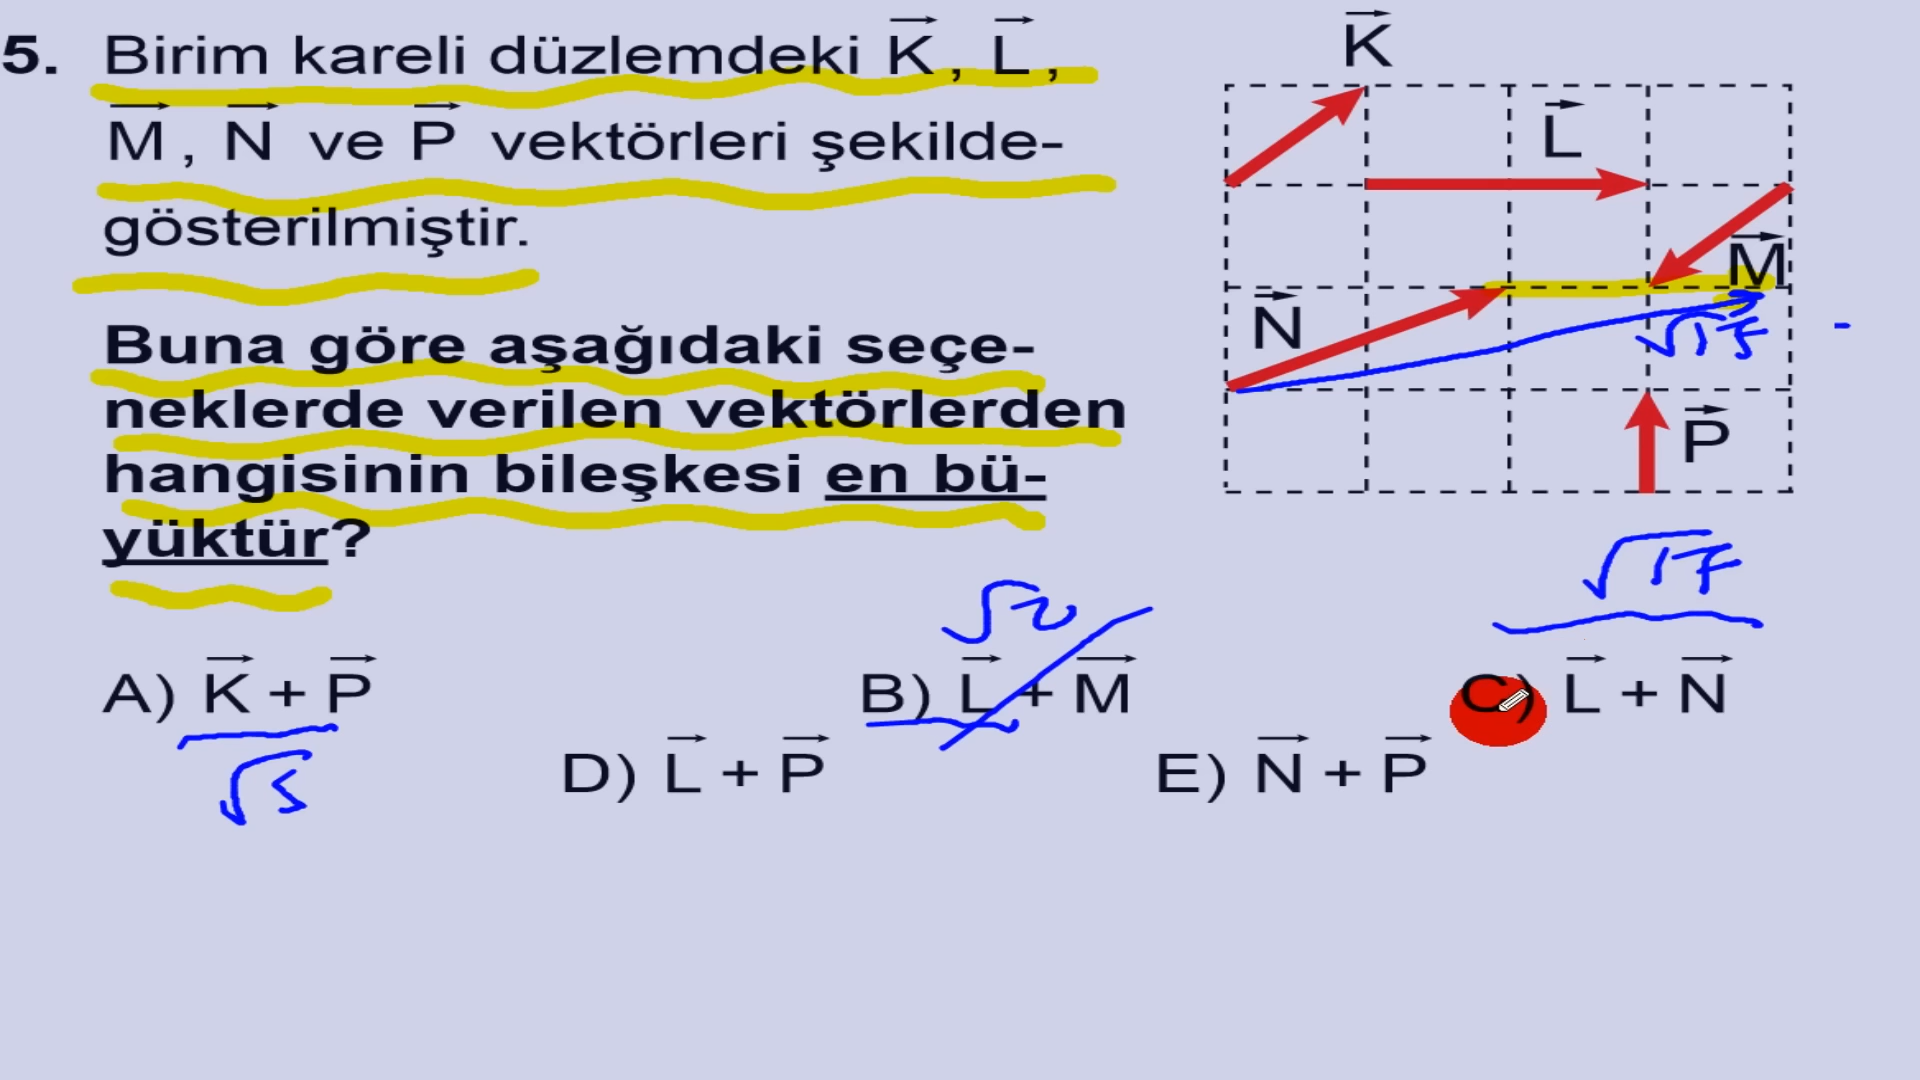 5. Birim kareli düzlemdeki K, L,
M, N ve P vektörleri şekilde-
gösterilmiştir.
Buna göre aşağıdaki seçe-
neklerde verilen vektörlerden
hangisinin bileşkesi en bü-
yüktür?
K
L
M
N
√17
P
√2
√17
A) K + P
B) L + M
C) L + N
√5
D) L + P
E) N + P